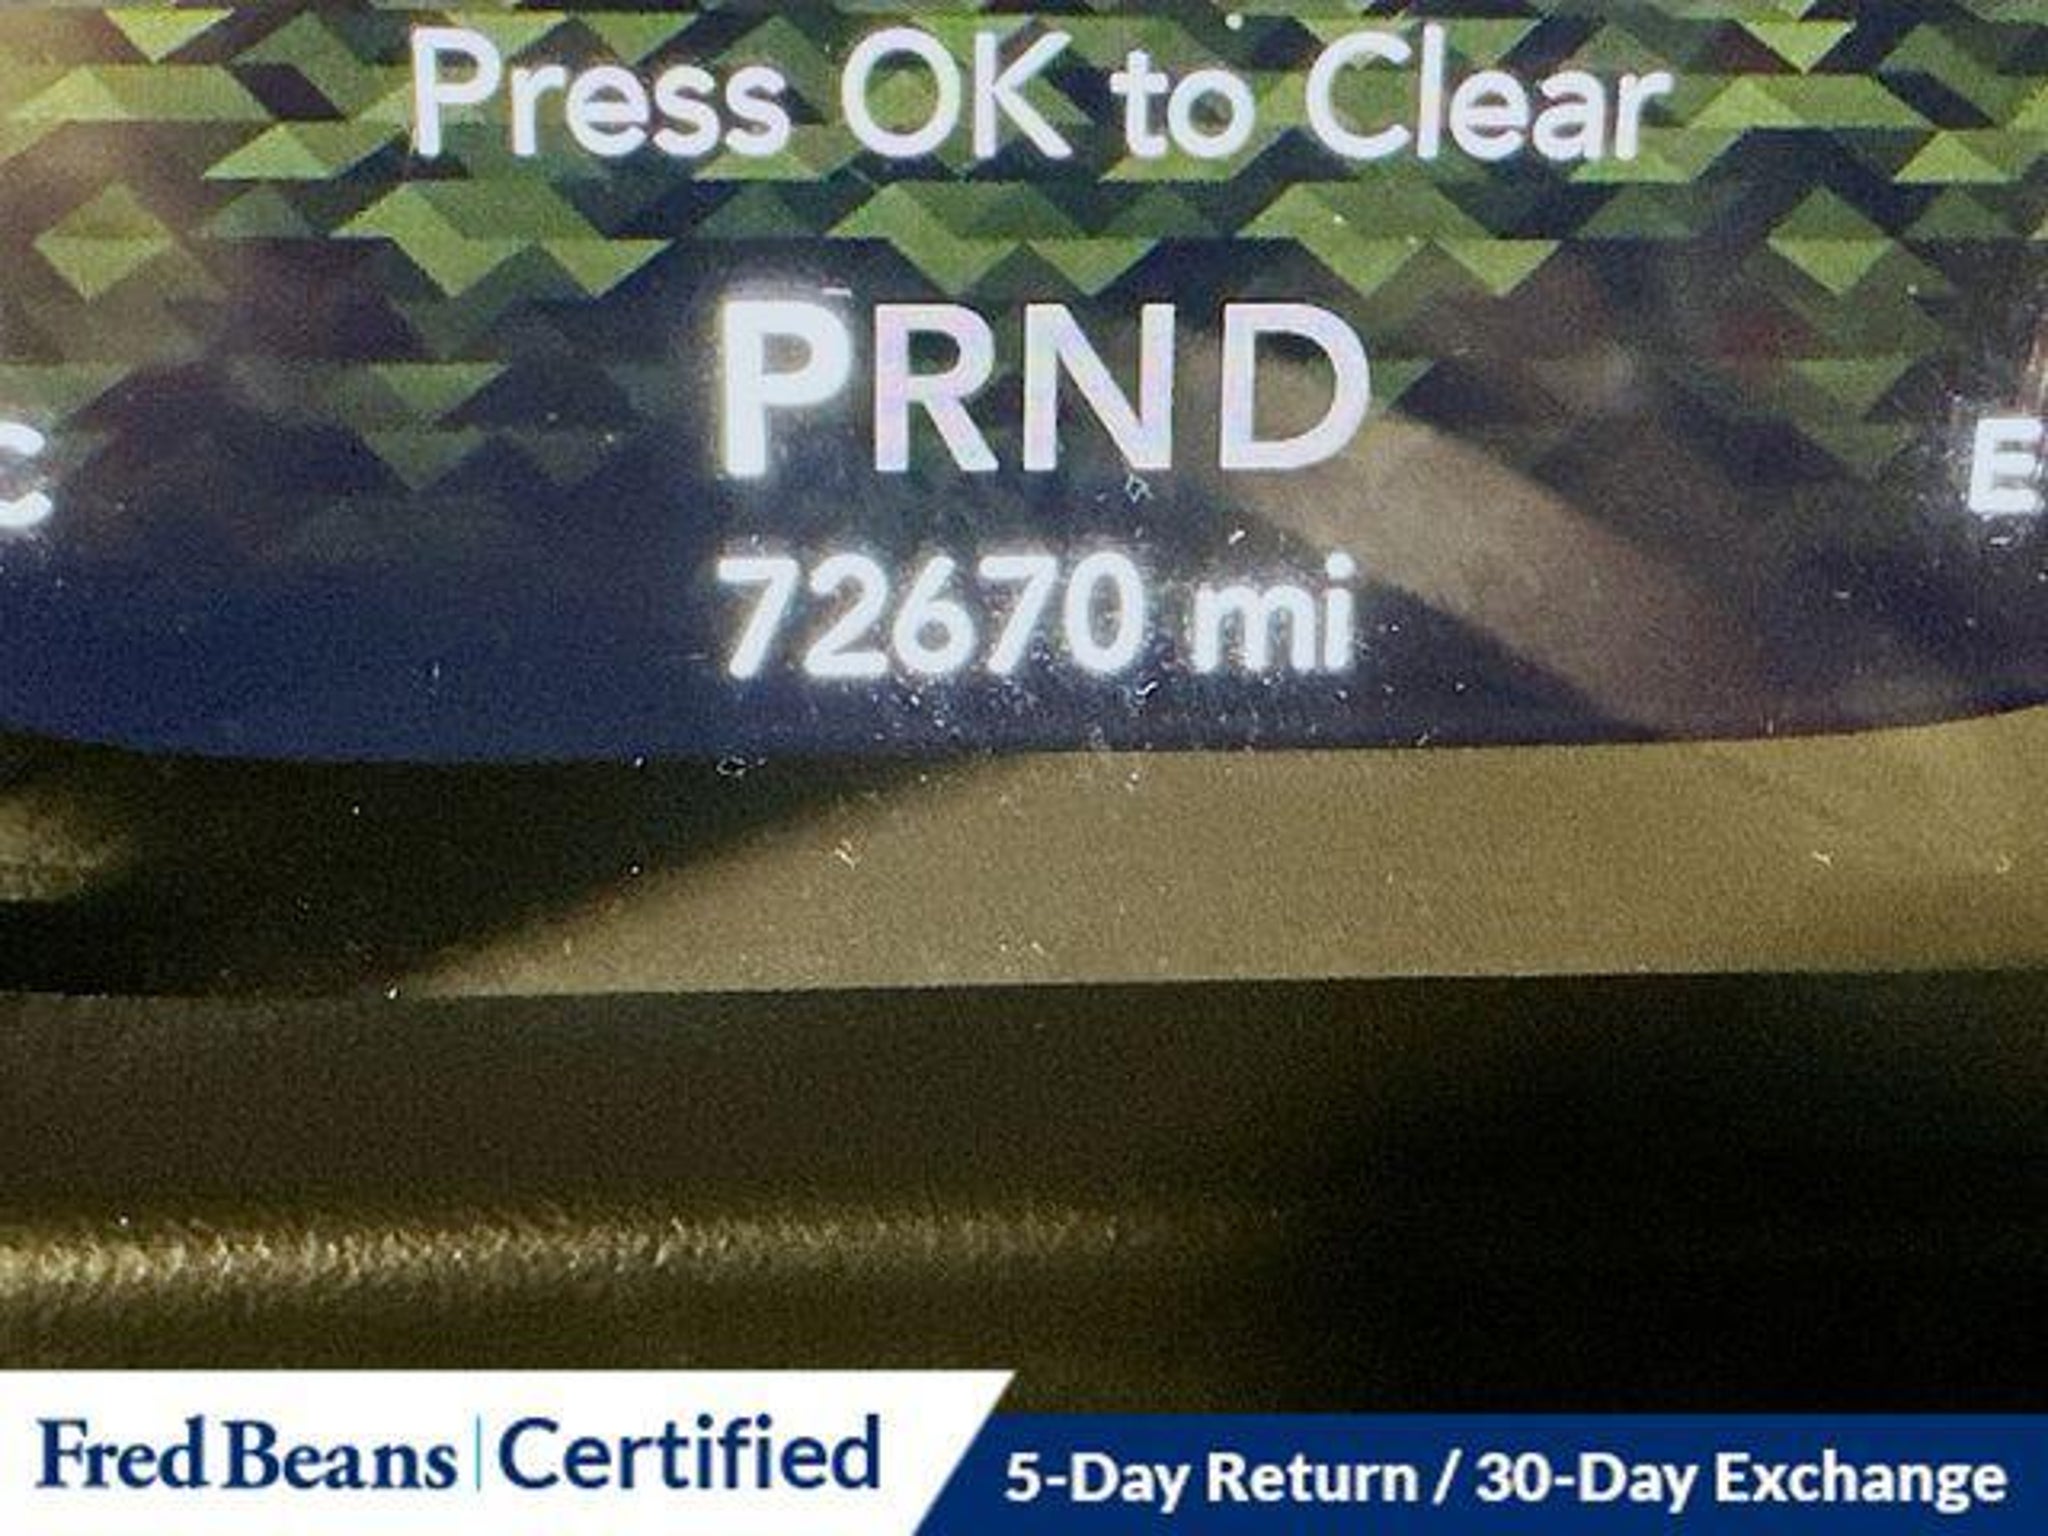 Press OK to Clear
PRND
C
E
72670 mi
Fred Beans | Certified
5-Day Return / 30-Day Exchange